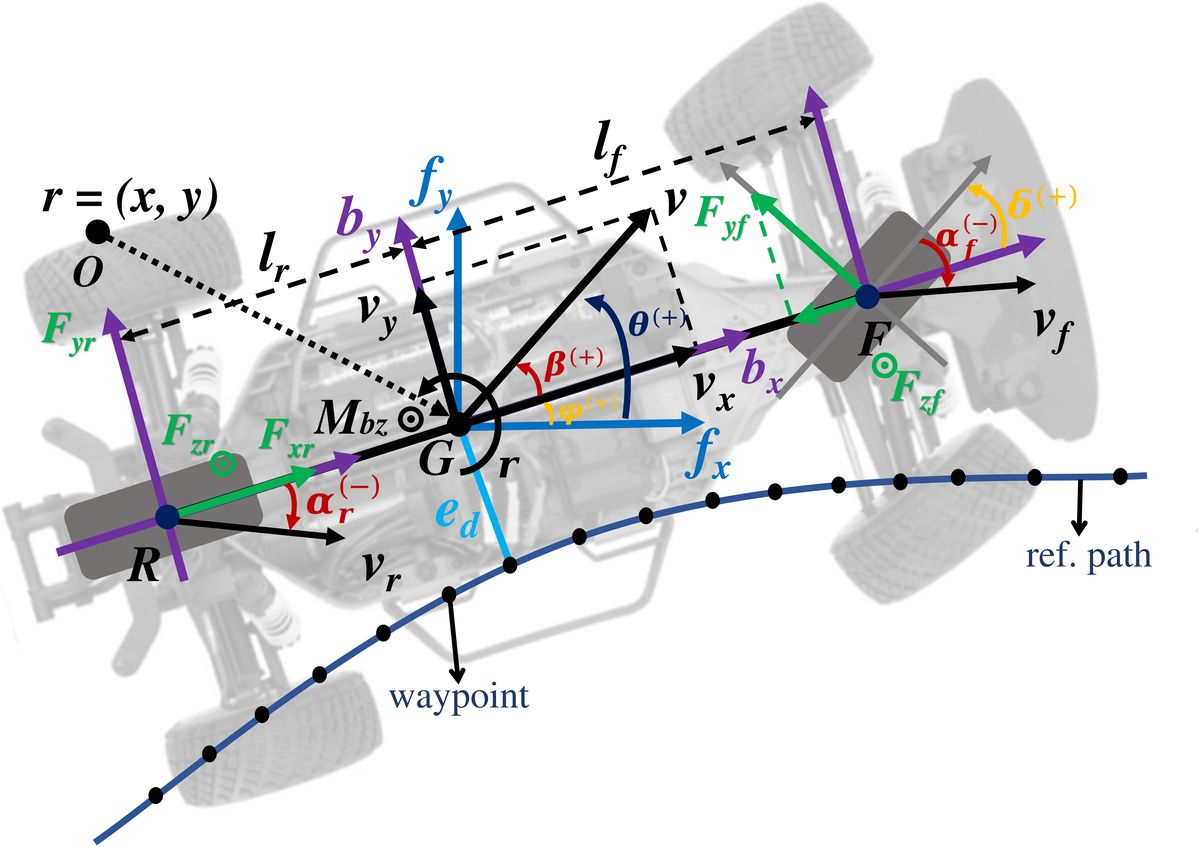 r = (x, y)
O
l_f
l_r
f_y
b_y
v
v_y
F_yf
δ(+)
α_f(-)
F_yr
θ(+)
β(+)
φ(+)
v_x
b_x
F
v_f
F_zf
M_bz
F_zr
F_xr
G
r
f_x
α_r(-)
e_d
R
v_r
ref. path
waypoint